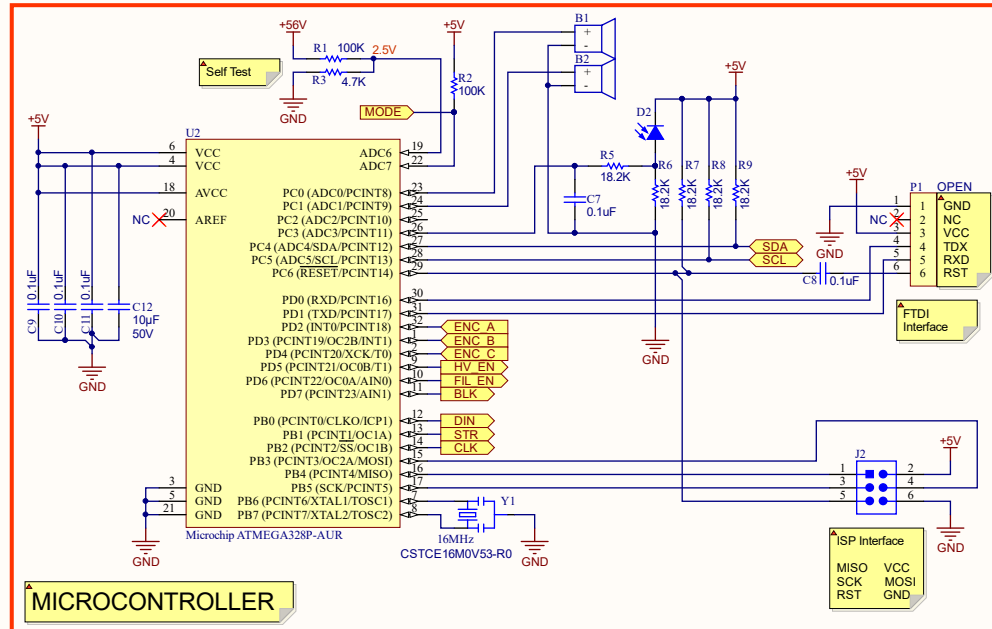 +56V
R1 100K
2.5V
R3 4.7K
GND
Self Test
+5V
R2
100K
MODE
B1
+
-
B2
+
-
+5V
D2
R5
18.2K
C7
0.1uF
R6
18.2K
R7
18.2K
R8
18.2K
R9
18.2K
GND
+5V
U2
6 VCC
4 VCC
18 AVCC
NC 20 AREF
3 GND
5 GND
21 GND
GND
ADC6 19
ADC7 22
PC0 (ADC0/PCINT8) 23
PC1 (ADC1/PCINT9) 24
PC2 (ADC2/PCINT10) 25
PC3 (ADC3/PCINT11) 26
PC4 (ADC4/SDA/PCINT12) 27 SDA
PC5 (ADC5/SCL/PCINT13) 28 SCL
PC6 (RESET/PCINT14) 29
PD0 (RXD/PCINT16) 30
PD1 (TXD/PCINT17) 31
PD2 (INT0/PCINT18) 32 ENC_A
PD3 (PCINT19/OC2B/INT1) ENC_B
PD4 (PCINT20/XCK/T0) 2 ENC_C
PD5 (PCINT21/OC0B/T1) 9 HV_EN
PD6 (PCINT22/OC0A/AIN0) 10 FIL_EN
PD7 (PCINT23/AIN1) 11 BLK
PB0 (PCINT0/CLKO/ICP1) 12 DIN
PB1 (PCINT1/OC1A) 13 STR
PB2 (PCINT2/SS/OC1B) 14 CLK
PB3 (PCINT3/OC2A/MOSI) 15
PB4 (PCINT4/MISO) 16
PB5 (SCK/PCINT5) 17
PB6 (PCINT6/XTAL1/TOSC1) 7
PB7 (PCINT7/XTAL2/TOSC2) 8
Microchip ATMEGA328P-AUR
C9 0.1uF
C10 0.1uF
C11 0.1uF
C12
10µF
50V
GND
Y1
16MHz
CSTCE16M0V53-R0
GND
+5V
GND
NC
C8 0.1uF
P1 OPEN
1 1 GND
2 2 NC
3 3 VCC
4 4 TDX
5 5 RXD
6 6 RST
FTDI
Interface
J2
1 2
3 4
5 6
+5V
GND
ISP Interface
MISO VCC
SCK MOSI
RST GND
MICROCONTROLLER